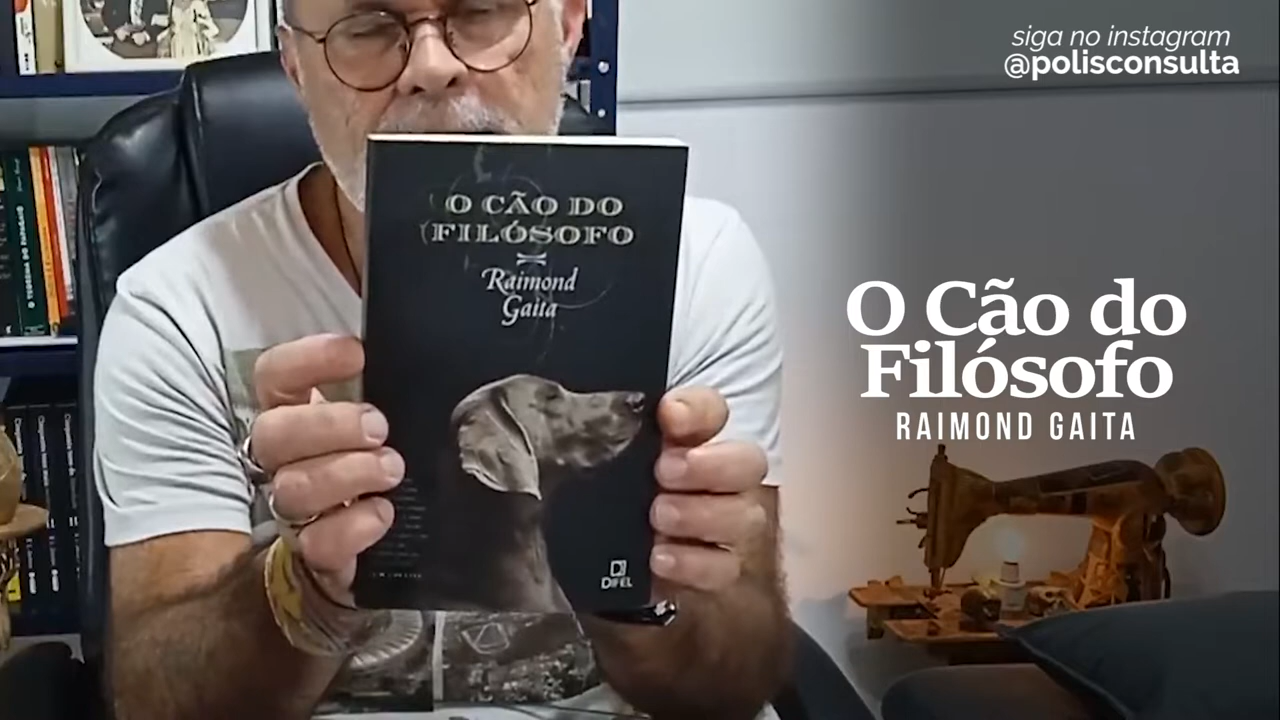 siga no instagram
@polisconsulta
O CÃO DO
FILÓSOFO
Raimond
Gaita
DIFEL
O Cão do
Filósofo
RAIMOND GAITA